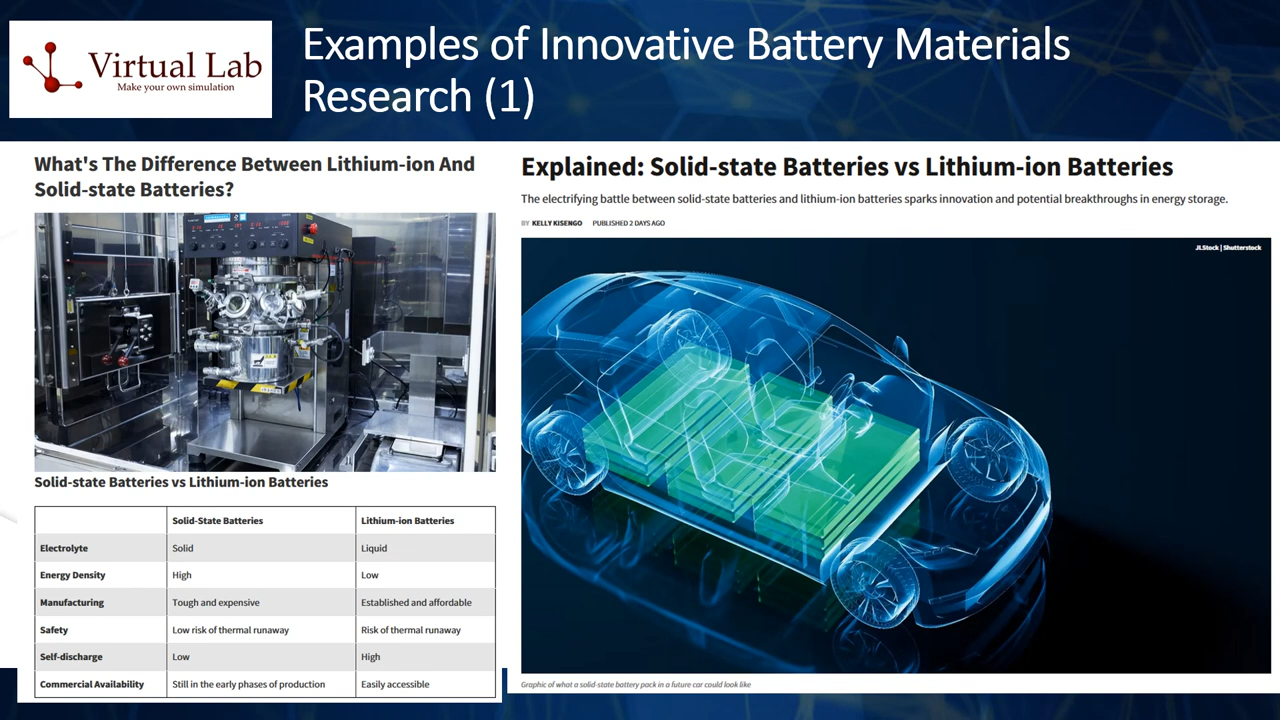 Virtual Lab
Make your own simulation
Examples of Innovative Battery Materials
Research (1)
What's The Difference Between Lithium-ion And
Solid-state Batteries?
Solid-state Batteries vs Lithium-ion Batteries
Solid-State Batteries Lithium-ion Batteries
Electrolyte Solid Liquid
Energy Density High Low
Manufacturing Tough and expensive Established and affordable
Safety Low risk of thermal runaway Risk of thermal runaway
Self-discharge Low High
Commercial Availability Still in the early phases of production Easily accessible
Explained: Solid-state Batteries vs Lithium-ion Batteries
The electrifying battle between solid-state batteries and lithium-ion batteries sparks innovation and potential breakthroughs in energy storage.
BY KELLY KISENGO PUBLISHED 2 DAYS AGO
JLStock | Shutterstock
Graphic of what a solid-state battery pack in a future car could look like